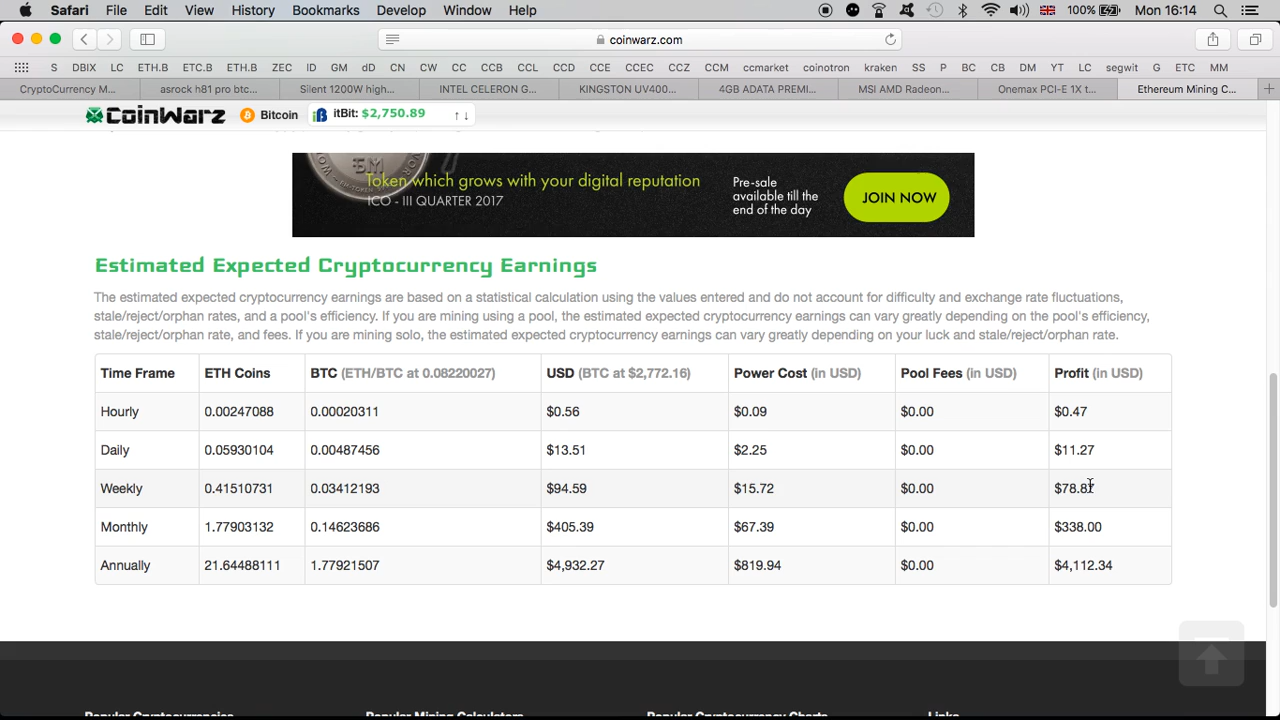 Safari File Edit View History Bookmarks Develop Window Help 100% Mon 16:14
coinwarz.com
S DBIX LC ETH.B ETC.B ETH.B ZEC ID GM dD CN CW CC CCB CCL CCD CCE CCEC CCZ CCM ccmarket coinotron kraken SS P BC CB DM YT LC segwit G ETC MM
CryptoCurrency M... asrock h81 pro btc... Silent 1200W high... INTEL CELERON G... KINGSTON UV400... 4GB ADATA PREMI... MSI AMD Radeon... Onemax PCI-E 1X t... Ethereum Mining C...
CoinWarz Bitcoin itBit: $2,750.89 ↑ ↓
Token which grows with your digital reputation
ICO - III QUARTER 2017
Pre-sale
available till the
end of the day
JOIN NOW
Estimated Expected Cryptocurrency Earnings
The estimated expected cryptocurrency earnings are based on a statistical calculation using the values entered and do not account for difficulty and exchange rate fluctuations,
stale/reject/orphan rates, and a pool's efficiency. If you are mining using a pool, the estimated expected cryptocurrency earnings can vary greatly depending on the pool's efficiency,
stale/reject/orphan rate, and fees. If you are mining solo, the estimated expected cryptocurrency earnings can vary greatly depending on your luck and stale/reject/orphan rate.
Time Frame ETH Coins BTC (ETH/BTC at 0.08220027) USD (BTC at $2,772.16) Power Cost (in USD) Pool Fees (in USD) Profit (in USD)
Hourly 0.00247088 0.00020311 $0.56 $0.09 $0.00 $0.47
Daily 0.05930104 0.00487456 $13.51 $2.25 $0.00 $11.27
Weekly 0.41510731 0.03412193 $94.59 $15.72 $0.00 $78.87
Monthly 1.77903132 0.14623686 $405.39 $67.39 $0.00 $338.00
Annually 21.64488111 1.77921507 $4,932.27 $819.94 $0.00 $4,112.34
Popular Cryptocurrencies Popular Mining Calculators Popular Cryptocurrency Charts Links